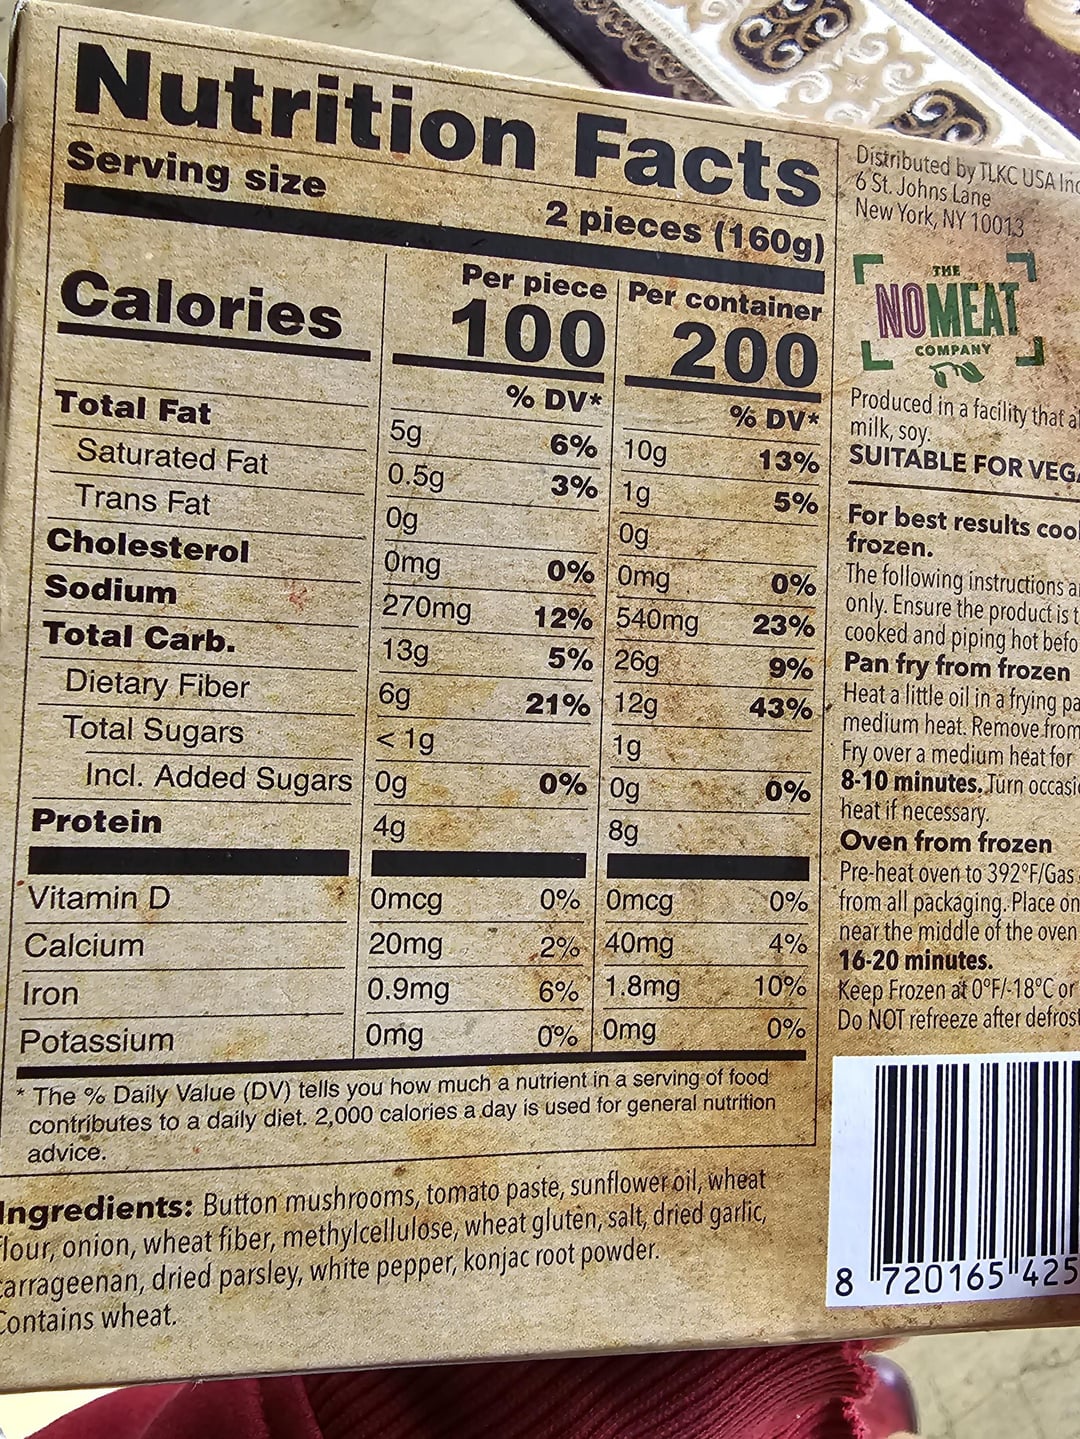 Nutrition Facts
Serving size
2 pieces (160g)
Calories
Per piece
100
Per container
200
% DV*
% DV*
Total Fat 5g 6% 10g 13%
Saturated Fat 0.5g 3% 1g 5%
Trans Fat 0g 0g
Cholesterol 0mg 0% 0mg 0%
Sodium 270mg 12% 540mg 23%
Total Carb. 13g 5% 26g 9%
Dietary Fiber 6g 21% 12g 43%
Total Sugars < 1g 1g
Incl. Added Sugars 0g 0% 0g 0%
Protein 4g 8g
Vitamin D 0mcg 0% 0mcg 0%
Calcium 20mg 2% 40mg 4%
Iron 0.9mg 6% 1.8mg 10%
Potassium 0mg 0% 0mg 0%
* The % Daily Value (DV) tells you how much a nutrient in a serving of food
contributes to a daily diet. 2,000 calories a day is used for general nutrition
advice.
Ingredients: Button mushrooms, tomato paste, sunflower oil, wheat
flour, onion, wheat fiber, methylcellulose, wheat gluten, salt, dried garlic,
carrageenan, dried parsley, white pepper, konjac root powder.
Contains wheat.
Distributed by TLKC USA Inc
6 St. Johns Lane
New York, NY 10013
THE
NOMEAT
COMPANY
Produced in a facility that
milk, soy.
SUITABLE FOR
For best results
frozen.
The following instructions
only. Ensure the product is
cooked and piping hot
Pan fry from frozen
Heat a little oil in a frying
medium heat. Remove from
Fry over a medium heat for
8-10 minutes. Turn
heat if necessary.
Oven from frozen
Pre-heat oven to 392°F/Gas
from all packaging. Place on
near the middle of the oven
16-20 minutes.
Keep Frozen at 0°F/-18°C or
Do NOT refreeze after
8 720165 425